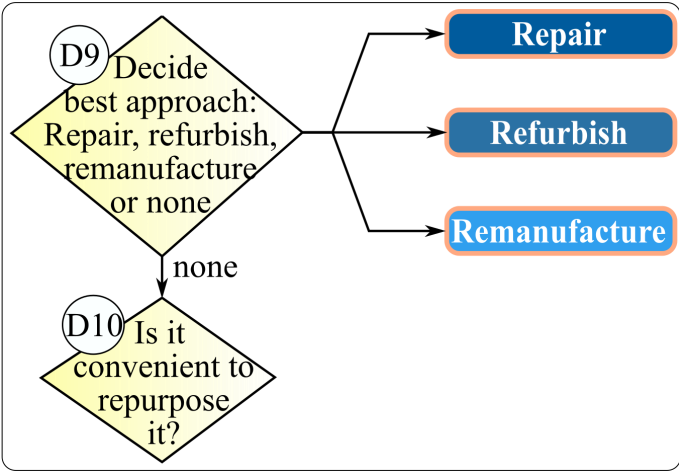 D9
Decide
best approach:
Repair, refurbish,
remanufacture
or none
Repair
Refurbish
Remanufacture
none
D10
Is it
convenient to
repurpose
it?